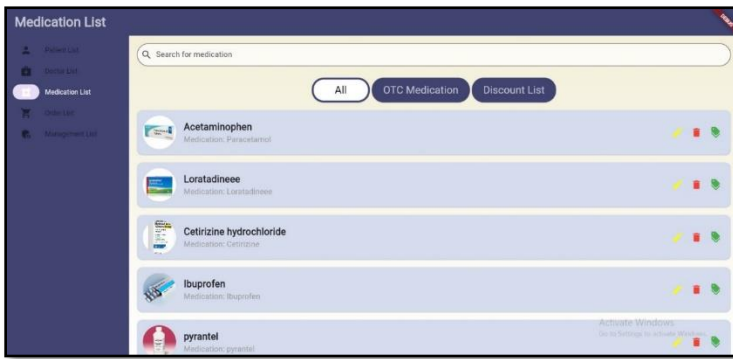 Medication List
DEBUG
Patient List
Doctor List
Medication List
Order List
Management List
Search for medication
All
OTC Medication
Discount List
Acetaminophen
Medication: Paracetamol
Loratadineee
Medication: Loratadineee
Cetirizine hydrochloride
Medication: Cetirizine
Ibuprofen
Medication: Ibuprofen
pyrantel
Medication: pyrantel
Activate Windows
Go to Settings to activate Windows.